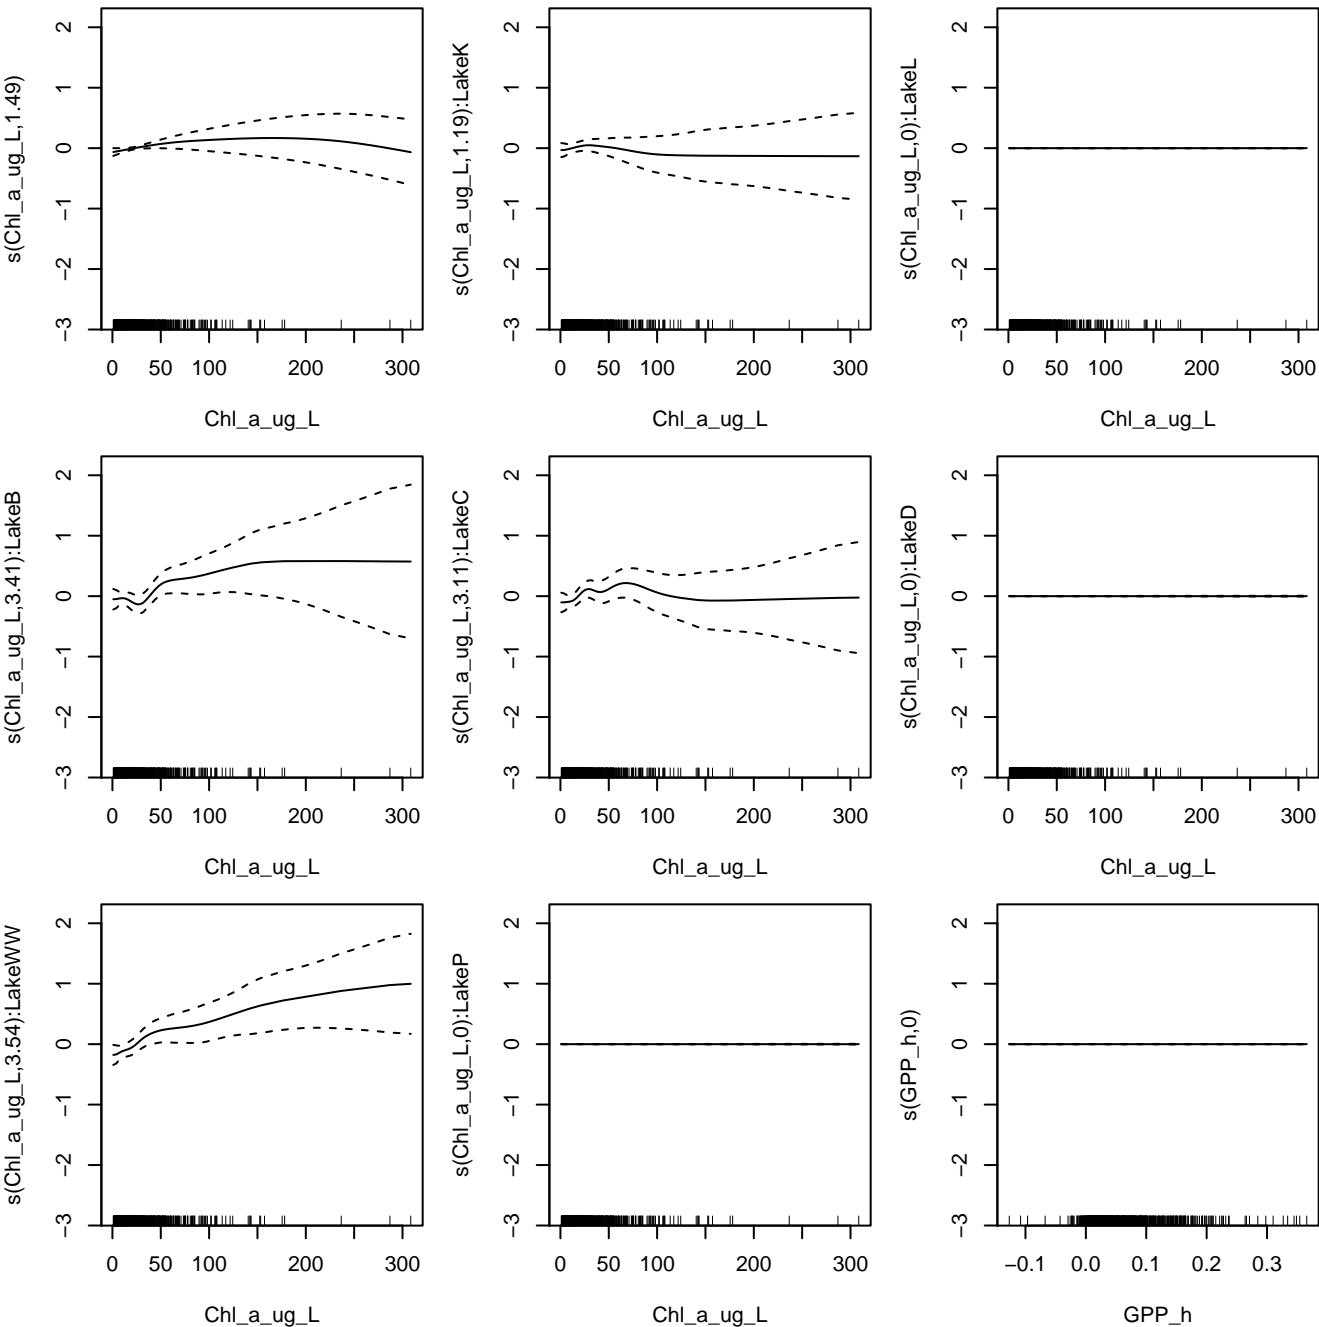 s(Chl_a_ug_L,1.49)
2
1
0
−1
−2
−3
0 50 100 200 300
Chl_a_ug_L
s(Chl_a_ug_L,1.19):LakeK
2
1
0
−1
−2
−3
0 50 100 200 300
Chl_a_ug_L
s(Chl_a_ug_L,0):LakeL
2
1
0
−1
−2
−3
0 50 100 200 300
Chl_a_ug_L
s(Chl_a_ug_L,3.41):LakeB
2
1
0
−1
−2
−3
0 50 100 200 300
Chl_a_ug_L
s(Chl_a_ug_L,3.11):LakeC
2
1
0
−1
−2
−3
0 50 100 200 300
Chl_a_ug_L
s(Chl_a_ug_L,0):LakeD
2
1
0
−1
−2
−3
0 50 100 200 300
Chl_a_ug_L
s(Chl_a_ug_L,3.54):LakeWW
2
1
0
−1
−2
−3
0 50 100 200 300
Chl_a_ug_L
s(Chl_a_ug_L,0):LakeP
2
1
0
−1
−2
−3
0 50 100 200 300
Chl_a_ug_L
s(GPP_h,0)
2
1
0
−1
−2
−3
−0.1 0.0 0.1 0.2 0.3
GPP_h